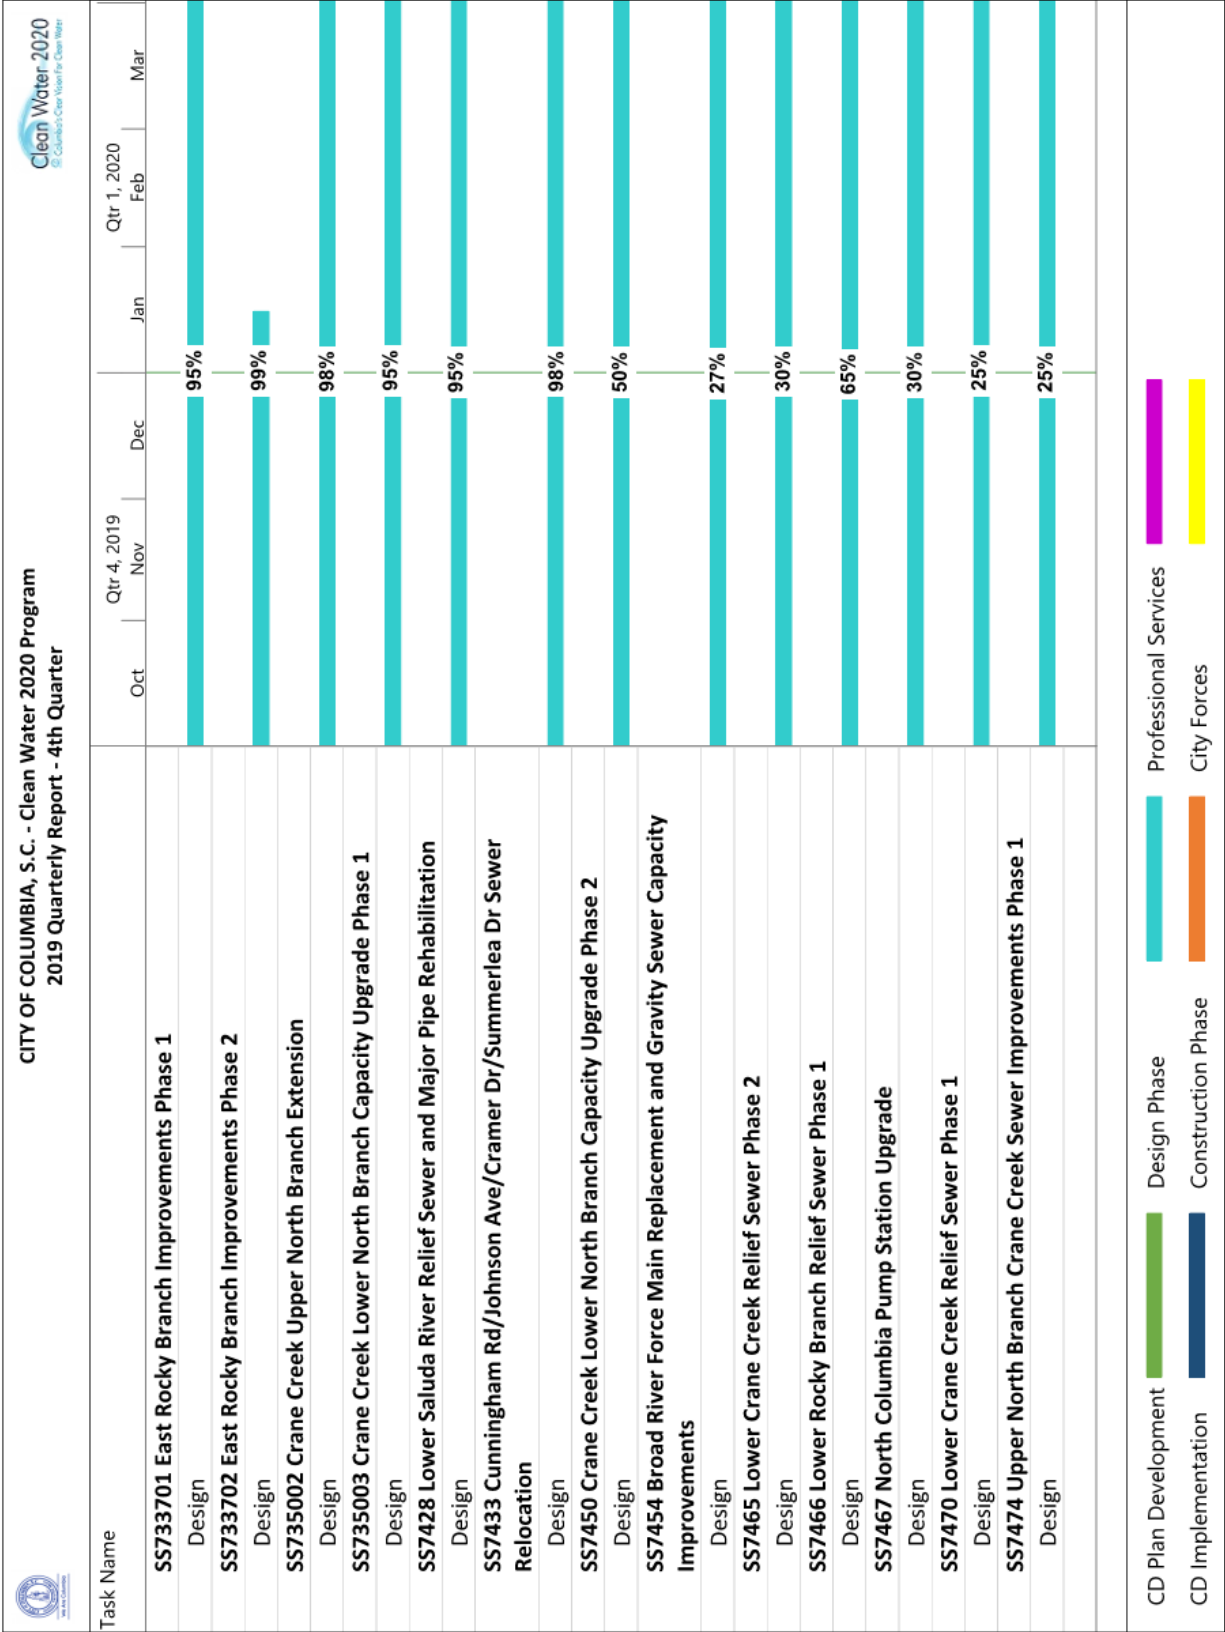 CITY OF COLUMBIA, S.C. - Clean Water 2020 Program
2019 Quarterly Report - 4th Quarter
We Are Columbia
Clean Water 2020
Columbia's Clear Vision For Clean Water
Task Name
Qtr 4, 2019
Qtr 1, 2020
Oct
Nov
Dec
Jan
Feb
Mar
SS733701 East Rocky Branch Improvements Phase 1
Design
95%
SS733702 East Rocky Branch Improvements Phase 2
Design
99%
SS735002 Crane Creek Upper North Branch Extension
Design
98%
SS735003 Crane Creek Lower North Branch Capacity Upgrade Phase 1
Design
95%
SS7428 Lower Saluda River Relief Sewer and Major Pipe Rehabilitation
Design
95%
SS7433 Cunningham Rd/Johnson Ave/Cramer Dr/Summerlea Dr Sewer
Relocation
Design
98%
SS7450 Crane Creek Lower North Branch Capacity Upgrade Phase 2
Design
50%
SS7454 Broad River Force Main Replacement and Gravity Sewer Capacity
Improvements
Design
27%
SS7465 Lower Crane Creek Relief Sewer Phase 2
Design
30%
SS7466 Lower Rocky Branch Relief Sewer Phase 1
Design
65%
SS7467 North Columbia Pump Station Upgrade
Design
30%
SS7470 Lower Crane Creek Relief Sewer Phase 1
Design
25%
SS7474 Upper North Branch Crane Creek Sewer Improvements Phase 1
Design
25%
CD Plan Development
Design Phase
Professional Services
CD Implementation
Construction Phase
City Forces